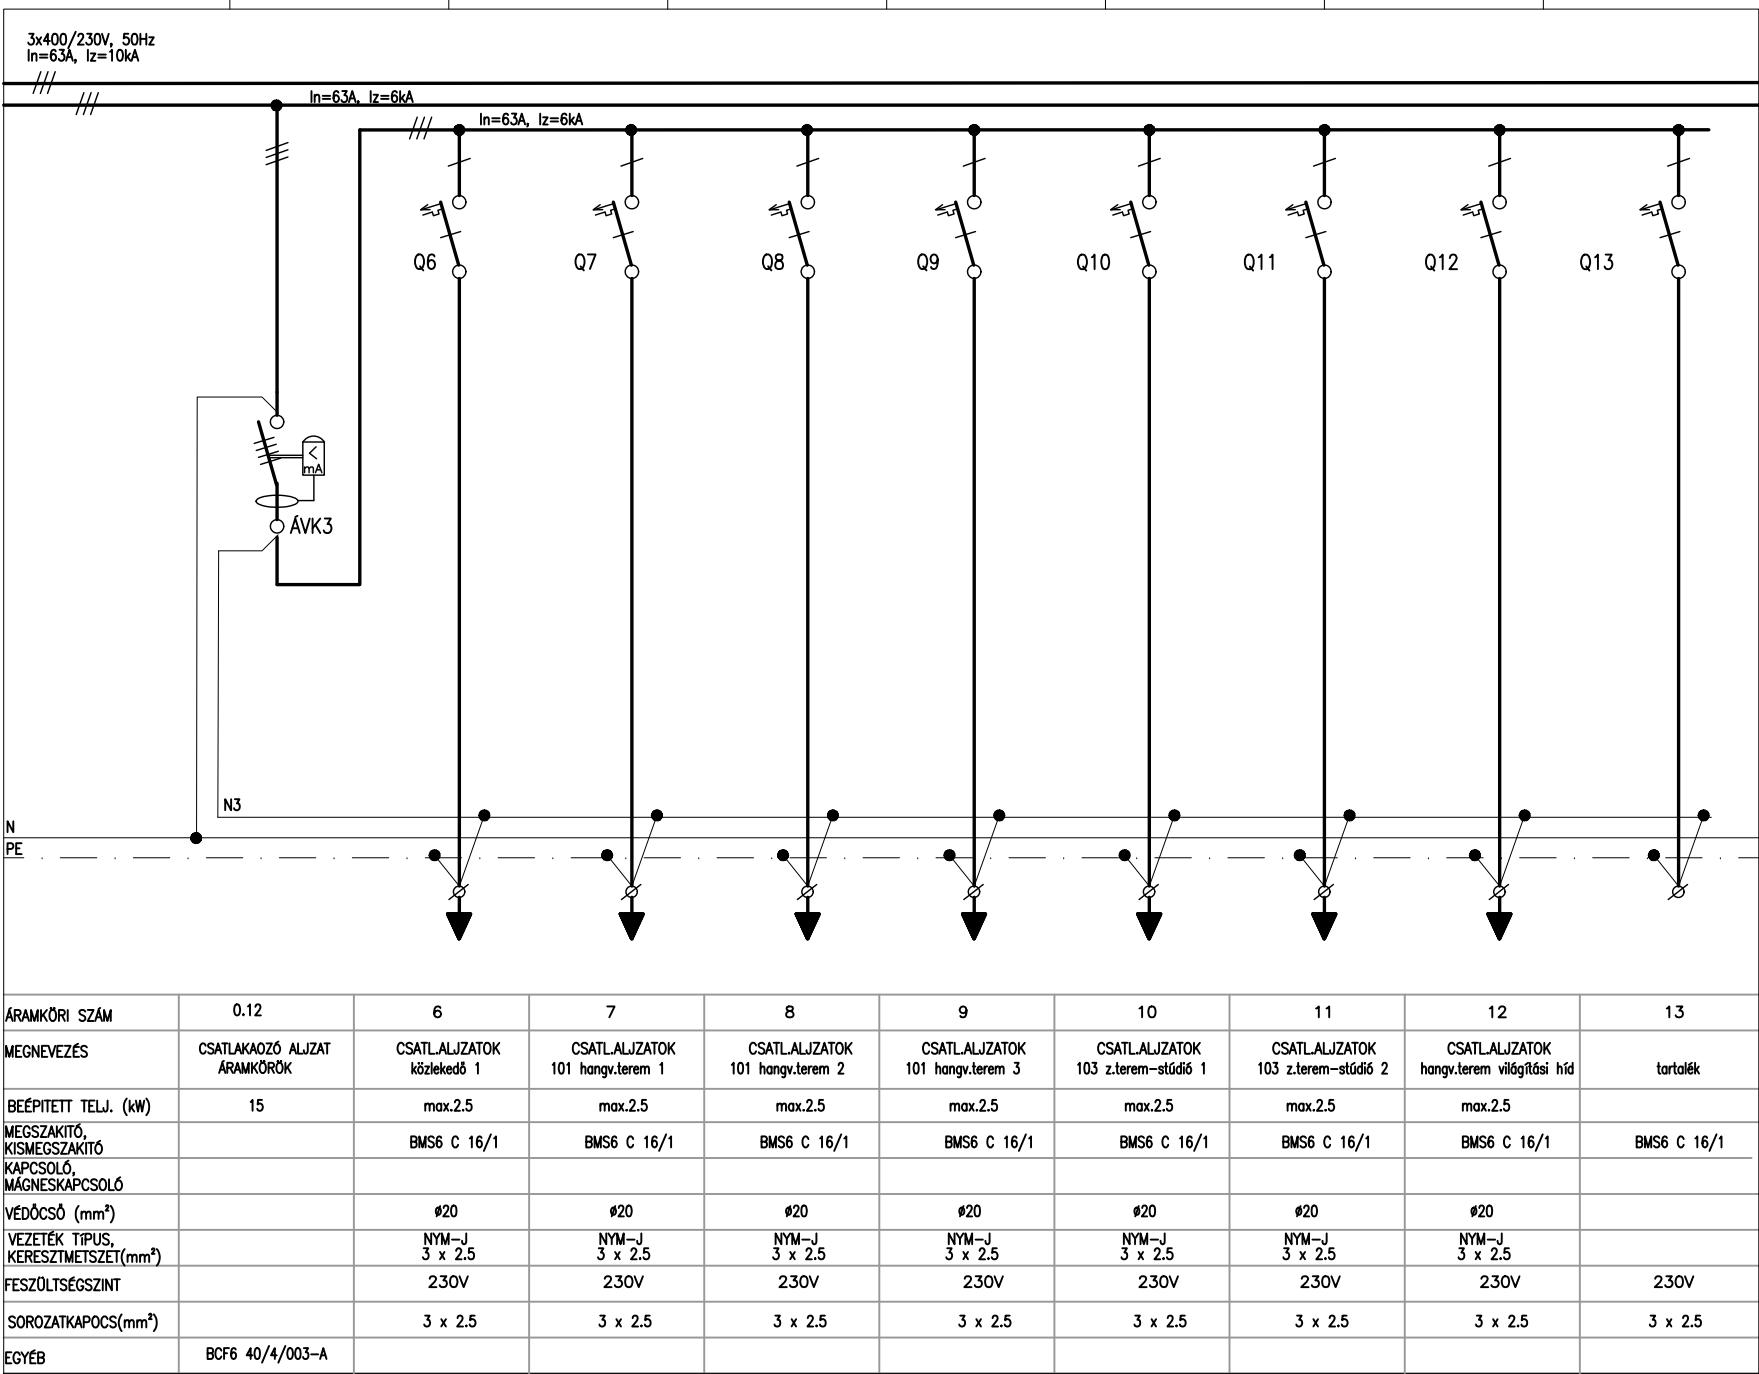 3x400/230V, 50Hz
In=63A, Iz=10kA
In=63A, Iz=6kA
In=63A, Iz=6kA
Q6 Q7 Q8 Q9 Q10 Q11 Q12 Q13
<
mA
ÁVK3
N3
N
PE
ÁRAMKÖRI SZÁM 0.12 6 7 8 9 10 11 12 13
MEGNEVEZÉS CSATLAKAOZÓ ALJZAT CSATL.ALJZATOK CSATL.ALJZATOK CSATL.ALJZATOK CSATL.ALJZATOK CSATL.ALJZATOK CSATL.ALJZATOK CSATL.ALJZATOK
ÁRAMKÖRÖK közlekedő 1 101 hangv.terem 1 101 hangv.terem 2 101 hangv.terem 3 103 z.terem-stúdió 1 103 z.terem-stúdió 2 hangv.terem világítási híd tartalék
BEÉPITETT TELJ. (kW) 15 max.2.5 max.2.5 max.2.5 max.2.5 max.2.5 max.2.5 max.2.5
MEGSZAKITÓ,
KISMEGSZAKITÓ BMS6 C 16/1 BMS6 C 16/1 BMS6 C 16/1 BMS6 C 16/1 BMS6 C 16/1 BMS6 C 16/1 BMS6 C 16/1 BMS6 C 16/1
KAPCSOLÓ,
MÁGNESKAPCSOLÓ
VÉDŐCSŐ (mm²) ø20 ø20 ø20 ø20 ø20 ø20 ø20
VEZETÉK TíPUS, NYM-J NYM-J NYM-J NYM-J NYM-J NYM-J NYM-J
KERESZTMETSZET(mm²) 3 x 2.5 3 x 2.5 3 x 2.5 3 x 2.5 3 x 2.5 3 x 2.5 3 x 2.5
FESZÜLTSÉGSZINT 230V 230V 230V 230V 230V 230V 230V 230V
SOROZATKAPOCS(mm²) 3 x 2.5 3 x 2.5 3 x 2.5 3 x 2.5 3 x 2.5 3 x 2.5 3 x 2.5 3 x 2.5
EGYÉB BCF6 40/4/003-A